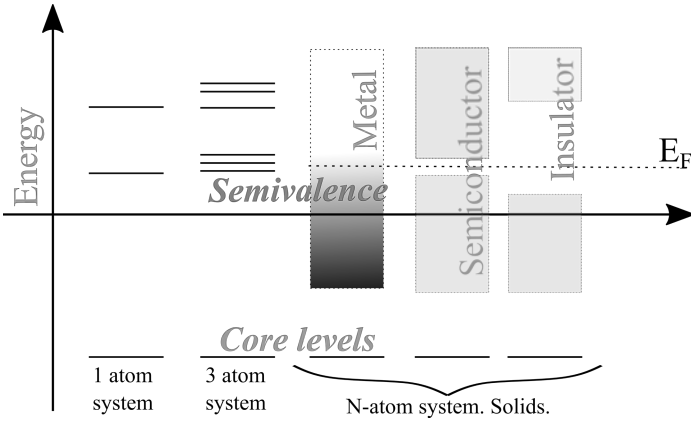 Energy
Metal
Semiconductor
Insulator
E_F
Semivalence
Core levels
1 atom
system
3 atom
system
N-atom system. Solids.